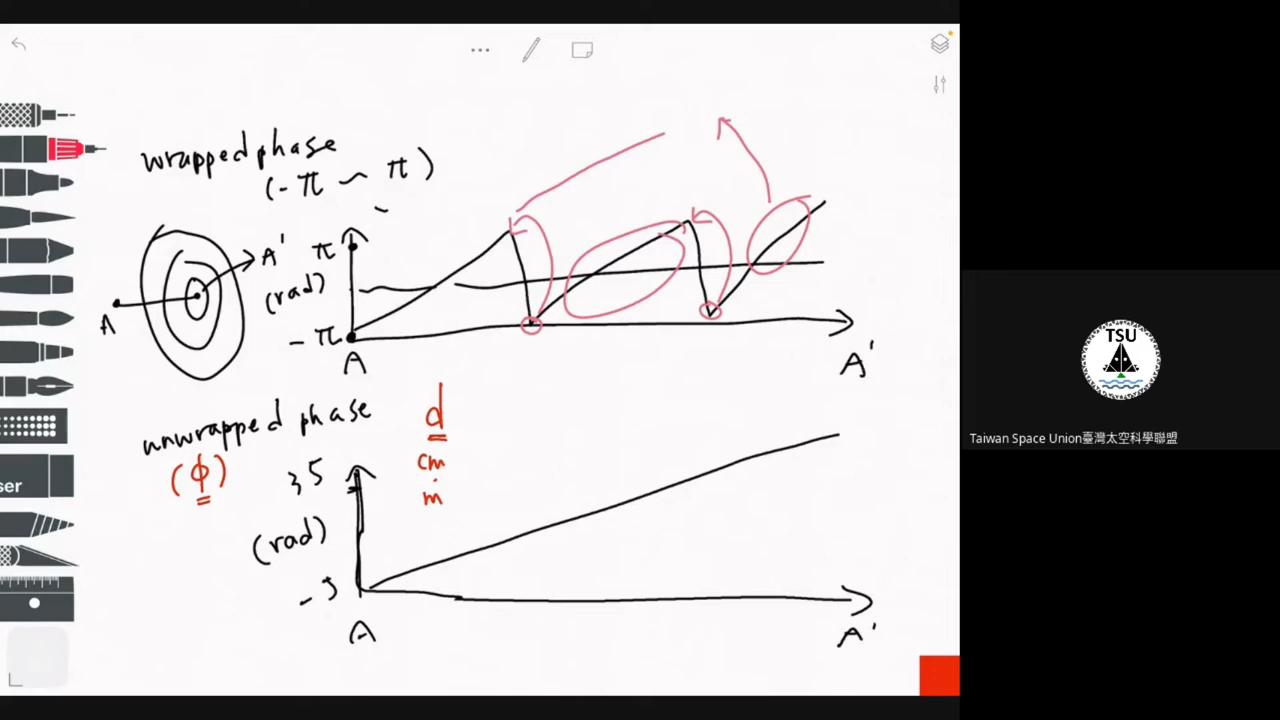 wrapped phase
(-π ~ π)
A'
A
π
(rad)
-π
A
A'
unwrapped phase
(ϕ)
d
cm
m
35
(rad)
-3
A
A'
ser
TSU
Taiwan Space Union臺灣太空科學聯盟